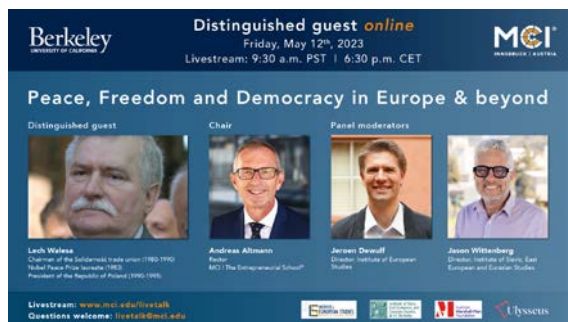 Berkeley
UNIVERSITY OF CALIFORNIA
Distinguished guest online
Friday, May 12th, 2023
Livestream: 9:30 a.m. PST | 6:30 p.m. CET
MCI
INNSBRUCK | AUSTRIA
Peace, Freedom and Democracy in Europe & beyond
Distinguished guest
Chair
Panel moderators
Lech Walesa
Chairman of the Solidarność trade union (1980-1990)
Nobel Peace Prize laureate (1983)
President of the Republic of Poland (1990-1995)
Andreas Altmann
Rector
MCI | The Entrepreneurial School®
Jeroen Dewulf
Director, Institute of European
Studies
Jason Wittenberg
Director, Institute of Slavic, East
European and Eurasian Studies
Livestream: www.mci.edu/livetalk
Questions welcome: livetalk@mci.edu
EUROPEAN STUDIES
Marshall Plan
Ulysseus